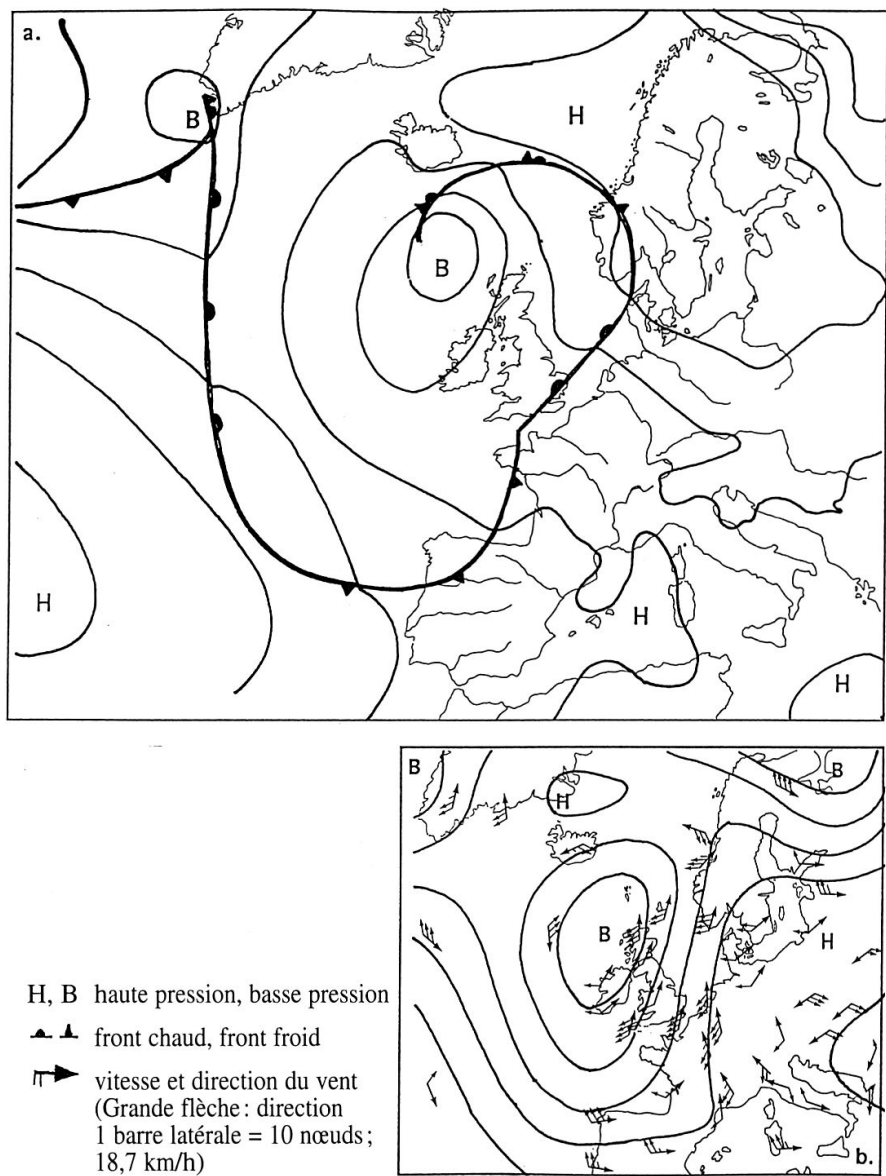 a.
B
H
B
H
H
H
B
B
H
B
H
b.
H, B haute pression, basse pression
front chaud, front froid
vitesse et direction du vent
(Grande flèche : direction
1 barre latérale = 10 nœuds ;
18,7 km/h)